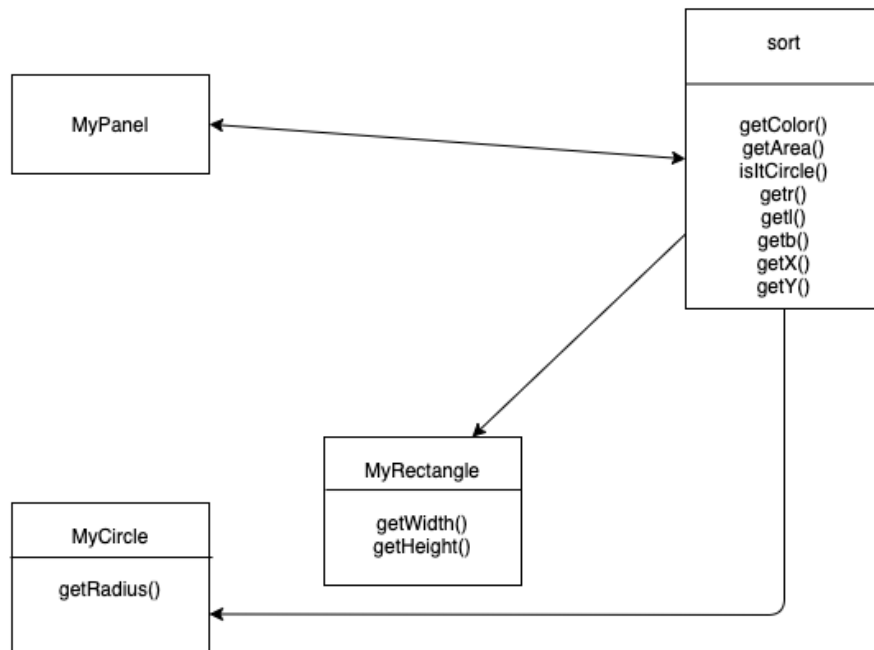 sort
getColor()
getArea()
isItCircle()
getr()
getl()
getb()
getX()
getY()
MyPanel
MyRectangle
getWidth()
getHeight()
MyCircle
getRadius()